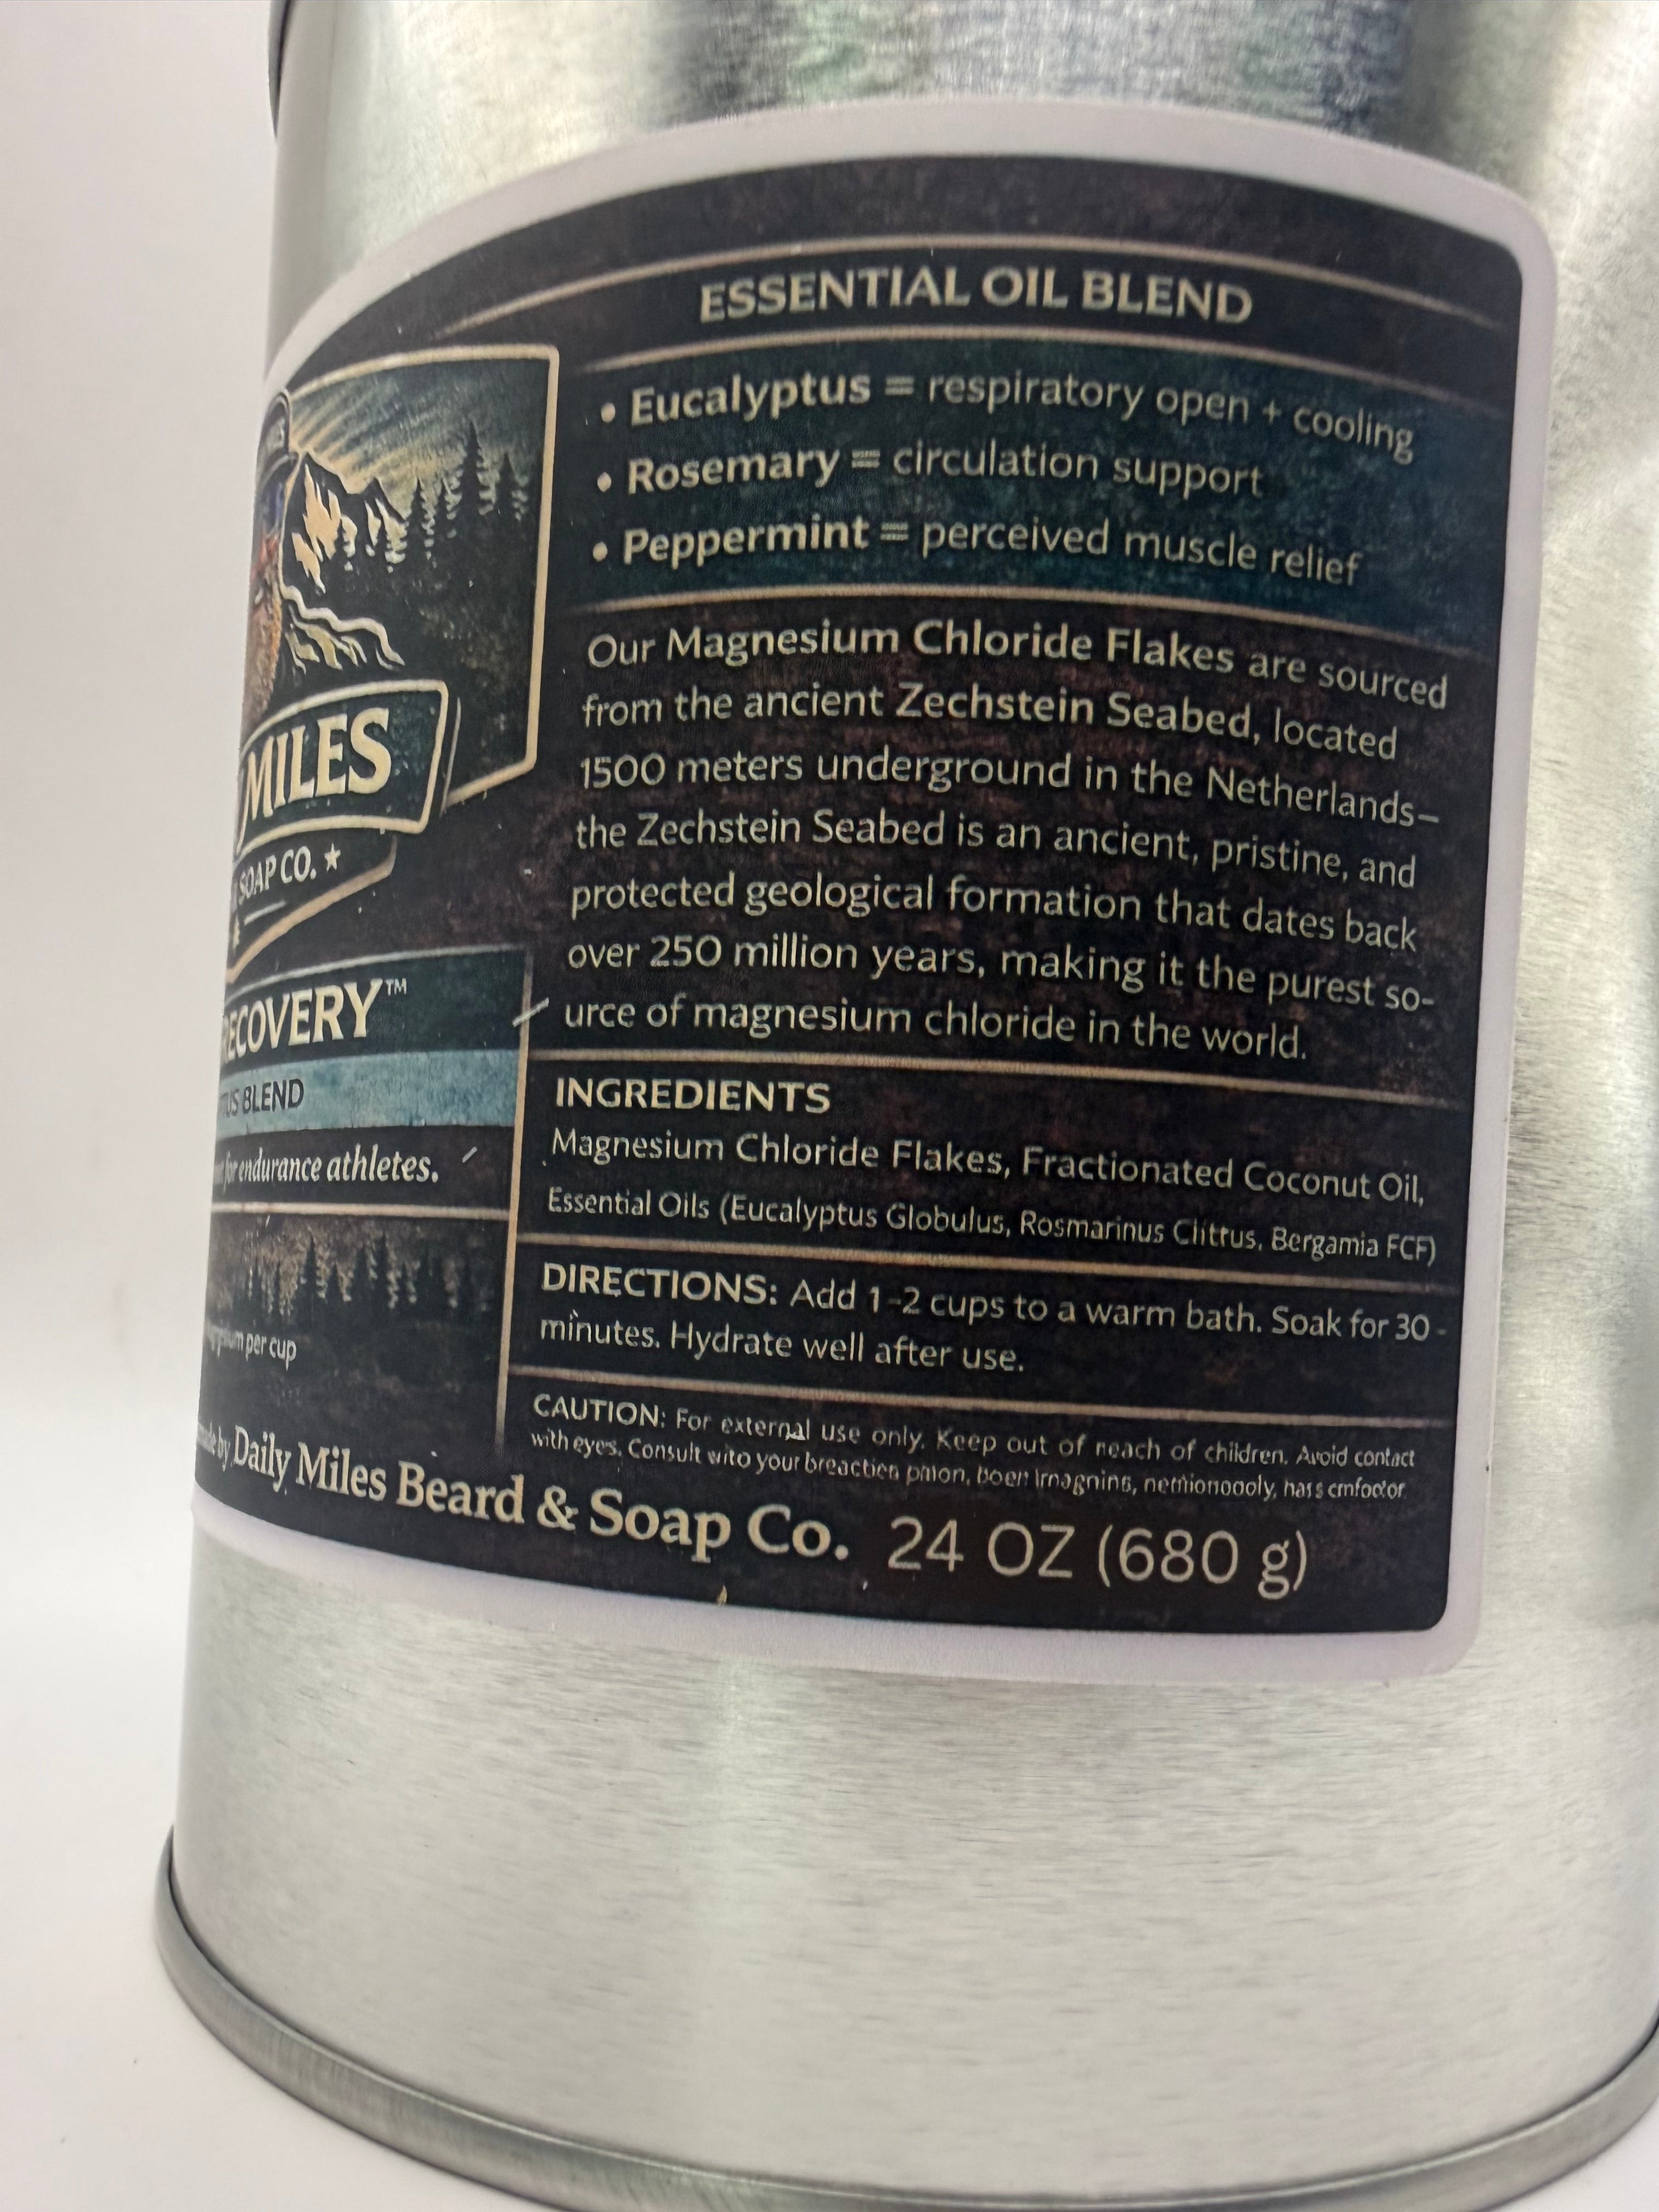 ESSENTIAL OIL BLEND
• Eucalyptus = respiratory open + cooling
• Rosemary = circulation support
• Peppermint = perceived muscle relief
Our Magnesium Chloride Flakes are sourced
from the ancient Zechstein Seabed, located
1500 meters underground in the Netherlands–
the Zechstein Seabed is an ancient, pristine, and
protected geological formation that dates back
over 250 million years, making it the purest so-
urce of magnesium chloride in the world.
INGREDIENTS
Magnesium Chloride Flakes, Fractionated Coconut Oil,
Essential Oils (Eucalyptus Globulus, Rosmarinus Clittrus, Bergamia FCF)
DIRECTIONS: Add 1-2 cups to a warm bath. Soak for 30 -
minutes. Hydrate well after use.
CAUTION: For external use only. Keep out of neach of children. Avoid contact
with eyes. Consult wito your
MILES
SOAP CO. ★
RECOVERY™
BLEND
for endurance athletes.
per cup
by Daily Miles Beard & Soap Co. 24 OZ (680 g)